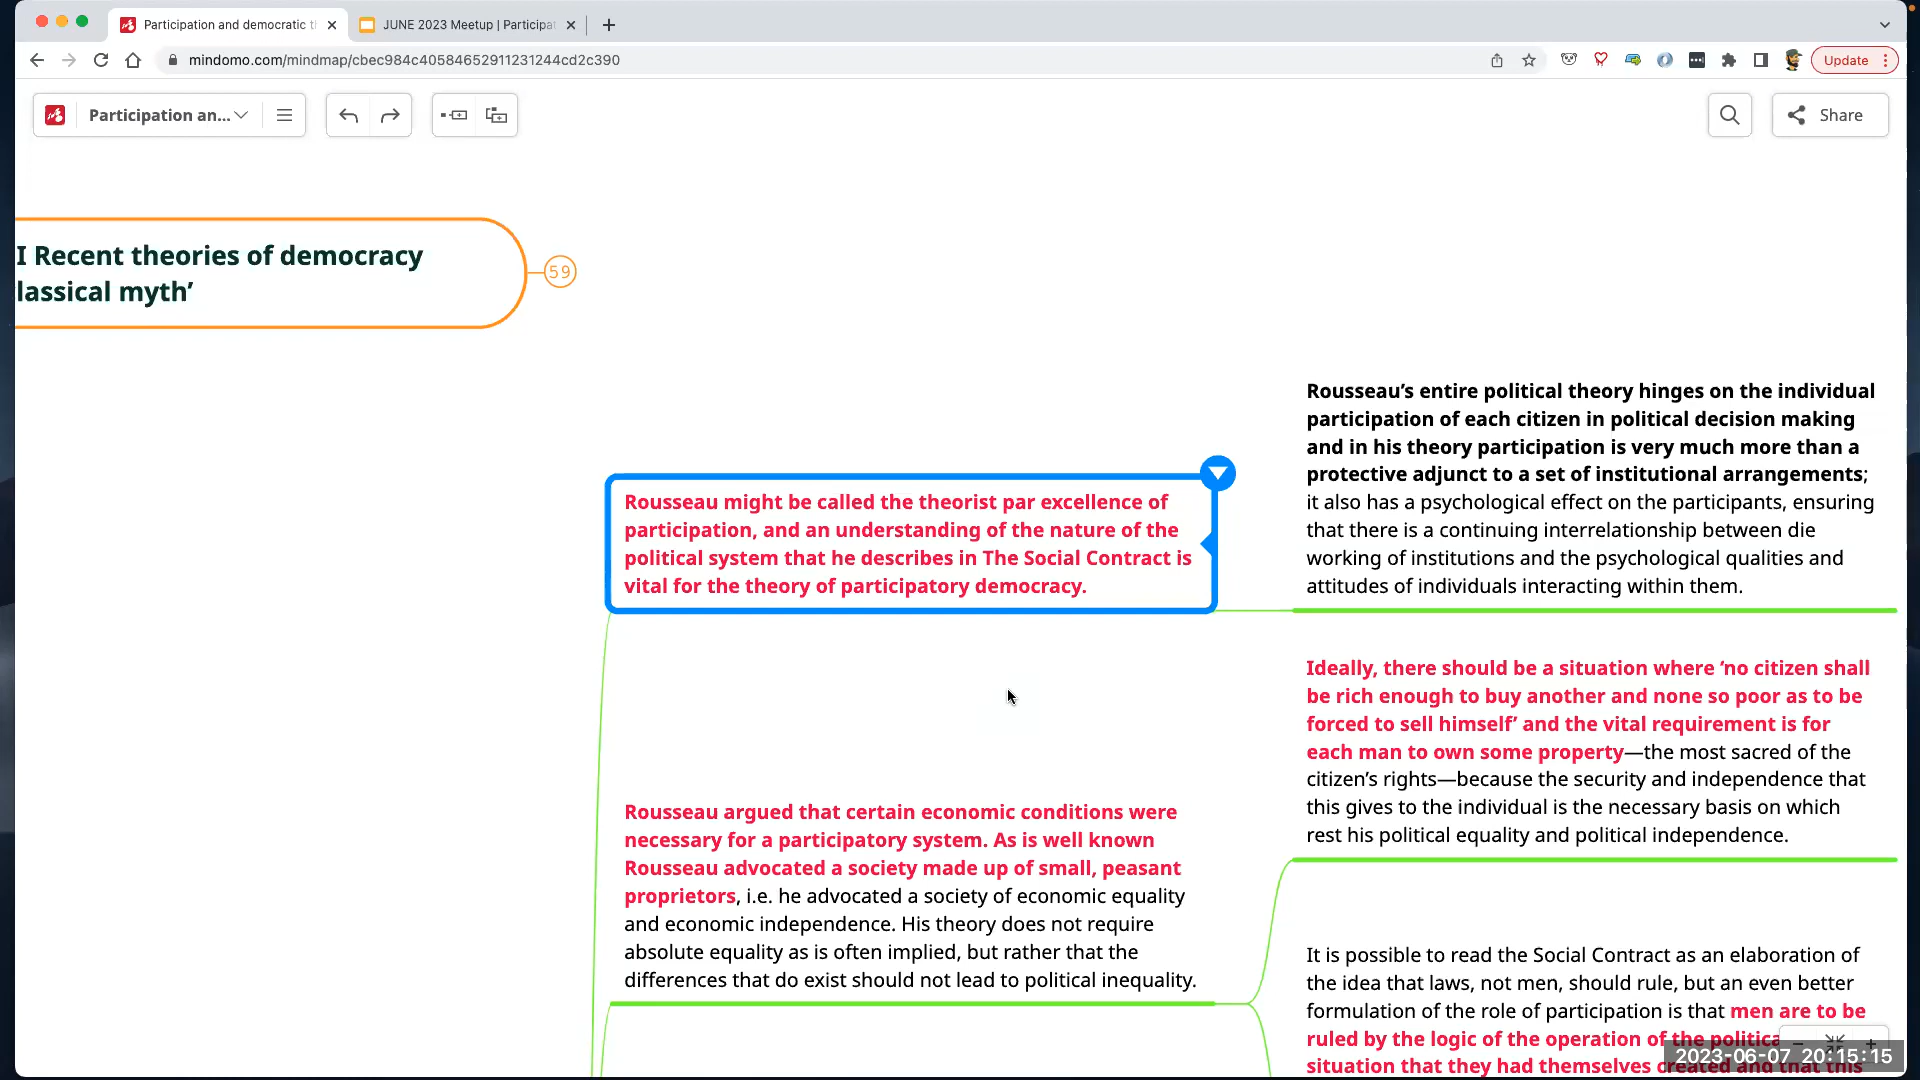 Participation and democratic t
JUNE 2023 Meetup | Participat
mindomo.com/mindmap/cbec984c40584652911231244cd2c390
Update
Participation an...
Share
I Recent theories of democracy
lassical myth’
59
Rousseau’s entire political theory hinges on the individual
participation of each citizen in political decision making
and in his theory participation is very much more than a
protective adjunct to a set of institutional arrangements;
it also has a psychological effect on the participants, ensuring
that there is a continuing interrelationship between die
working of institutions and the psychological qualities and
attitudes of individuals interacting within them.
Rousseau might be called the theorist par excellence of
participation, and an understanding of the nature of the
political system that he describes in The Social Contract is
vital for the theory of participatory democracy.
Ideally, there should be a situation where ‘no citizen shall
be rich enough to buy another and none so poor as to be
forced to sell himself’ and the vital requirement is for
each man to own some property—the most sacred of the
citizen’s rights—because the security and independence that
this gives to the individual is the necessary basis on which
rest his political equality and political independence.
Rousseau argued that certain economic conditions were
necessary for a participatory system. As is well known
Rousseau advocated a society made up of small, peasant
proprietors, i.e. he advocated a society of economic equality
and economic independence. His theory does not require
absolute equality as is often implied, but rather that the
differences that do exist should not lead to political inequality.
It is possible to read the Social Contract as an elaboration of
the idea that laws, not men, should rule, but an even better
formulation of the role of participation is that men are to be
ruled by the logic of the operation of the politica
situation that they had themselves created and that this
2023-06-07 20:15:15